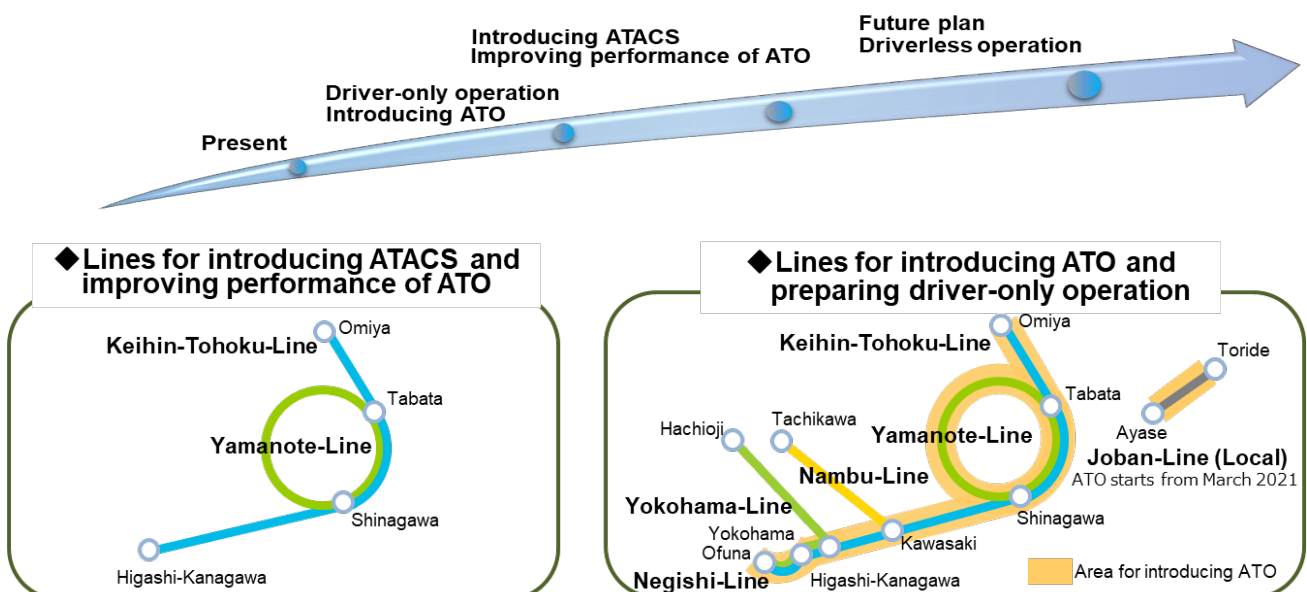 Present
Driver-only operation
Introducing ATO
Introducing ATACS
Improving performance of ATO
Future plan
Driverless operation
◆Lines for introducing ATACS and
improving performance of ATO
Omiya
Keihin-Tohoku-Line
Tabata
Yamanote-Line
Shinagawa
Higashi-Kanagawa
◆Lines for introducing ATO and
preparing driver-only operation
Omiya
Keihin-Tohoku-Line
Toride
Tabata
Hachioji
Tachikawa
Yamanote-Line
Ayase
Joban-Line (Local)
ATO starts from March 2021
Nambu-Line
Yokohama-Line
Shinagawa
Yokohama
Kawasaki
Ofuna
Negishi-Line
Higashi-Kanagawa
Area for introducing ATO